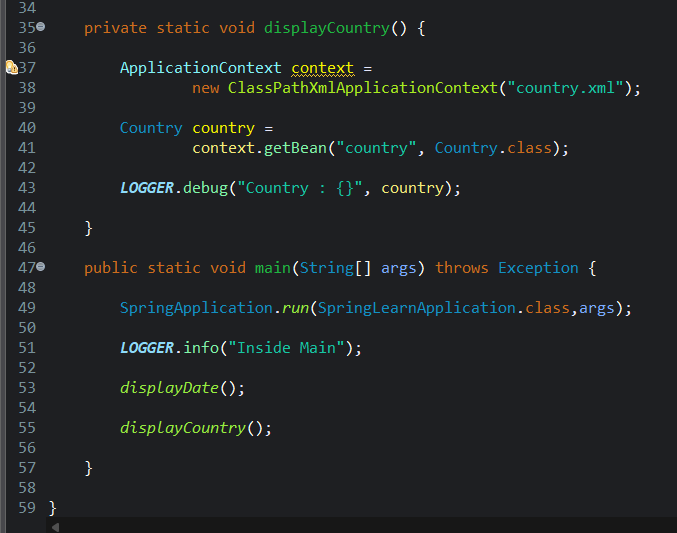 34
35 private static void displayCountry() {
36
37 ApplicationContext context =
38 new ClassPathXmlApplicationContext("country.xml");
39
40 Country country =
41 context.getBean("country", Country.class);
42
43 LOGGER.debug("Country : {}", country);
44
45 }
46
47 public static void main(String[] args) throws Exception {
48
49 SpringApplication.run(SpringLearnApplication.class,args);
50
51 LOGGER.info("Inside Main");
52
53 displayDate();
54
55 displayCountry();
56
57 }
58
59 }